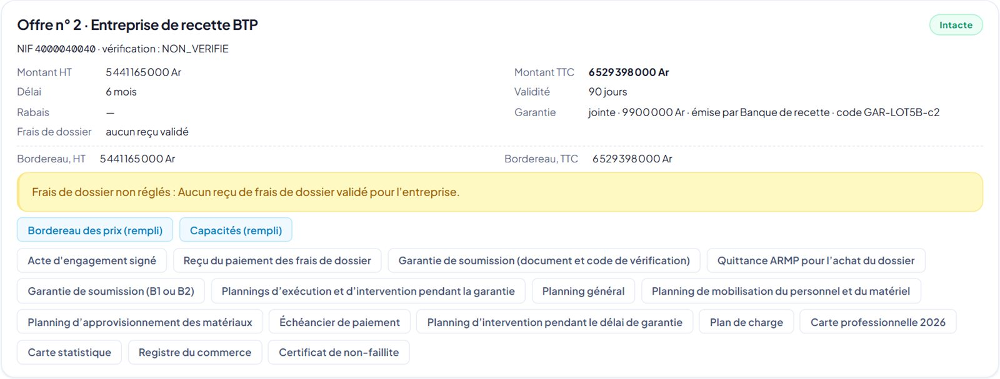 Offre n° 2 · Entreprise de recette BTP
Intacte
NIF 4000040040 · vérification : NON_VERIFIE
Montant HT 5 441 165 000 Ar
Montant TTC 6 529 398 000 Ar
Délai 6 mois
Validité 90 jours
Rabais —
Garantie jointe · 9 900 000 Ar · émise par Banque de recette · code GAR-LOT5B-c2
Frais de dossier aucun reçu validé
Bordereau, HT 5 441 165 000 Ar
Bordereau, TTC 6 529 398 000 Ar
Frais de dossier non réglés : Aucun reçu de frais de dossier validé pour l'entreprise.
Bordereau des prix (rempli) Capacités (rempli)
Acte d'engagement signé Reçu du paiement des frais de dossier Garantie de soumission (document et code de vérification) Quittance ARMP pour l’achat du dossier
Garantie de soumission (B1 ou B2) Plannings d’exécution et d’intervention pendant la garantie Planning général Planning de mobilisation du personnel et du matériel
Planning d’approvisionnement des matériaux Échéancier de paiement Planning d’intervention pendant le délai de garantie Plan de charge Carte professionnelle 2026
Carte statistique Registre du commerce Certificat de non-faillite